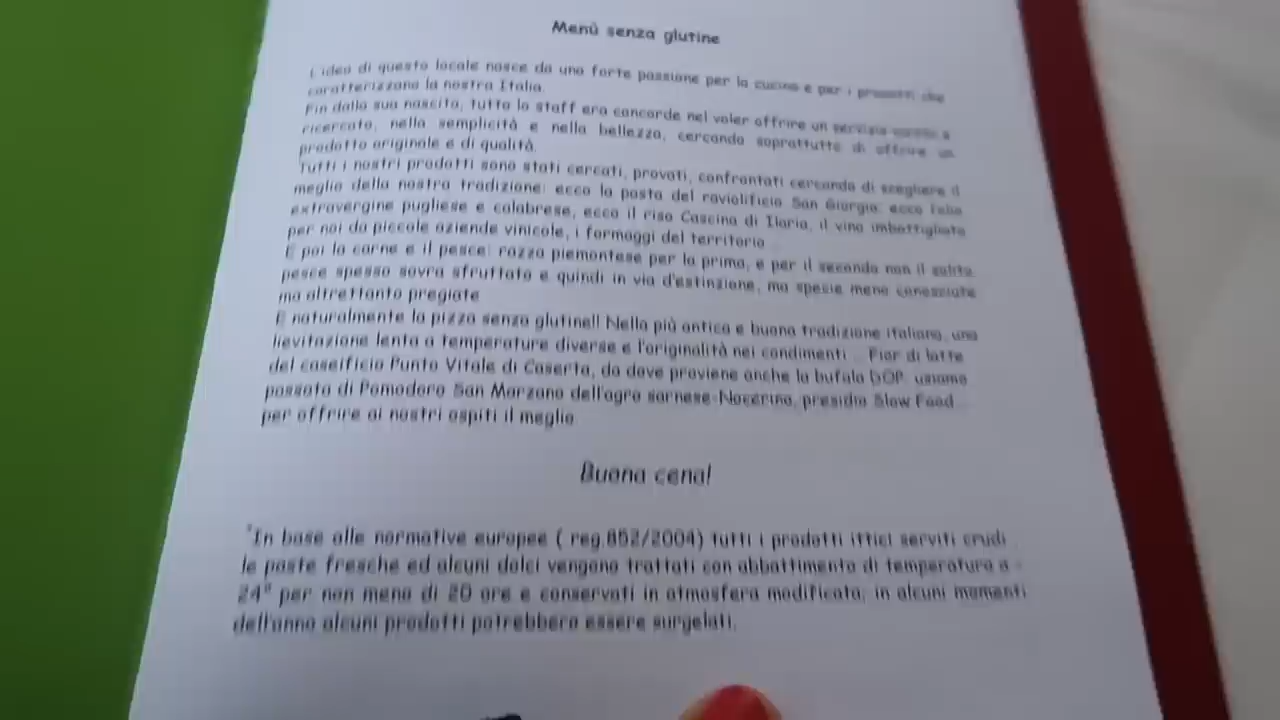 Menù senza glutine
L'idea di questo locale nasce da una forte passione per la cucina e per i prodotti che
caratterizzano la nostra Italia.
Fin dalla sua nascita, tutto lo staff era concorde nel voler offrire un servizio a
ricercato, nella semplicità e nella bellezza, cercando soprattutto di offrire un
prodotto originale e di qualità.
Tutti i nostri prodotti sono stati cercati, provati, confrontati cercando di scegliere il
meglio della nostra tradizione: ecco la pasta del raviolificio San Giorgio: ecco l'olio
extravergine pugliese e calabrese, ecco il riso Cascina di Ilaria, il vino imbottigliato
per noi da piccole aziende vinicole, i formaggi del territorio ...
E poi la carne e il pesce: razza piemontese per la prima, e per il secondo non il solito
pesce spesso sovra sfruttato e quindi in via d'estinzione, ma specie meno conosciute
ma altrettanto pregiate
E naturalmente la pizza senza glutine!! Nella più antica e buona tradizione italiana, una
lievitazione lenta a temperature diverse e l'originalità nei condimenti ... Fior di latte
del caseificio Punto Vitale di Caserta, da dove proviene anche la bufala DOP. usiamo
passata di Pomodoro San Marzano dell'agro sarnese-Nocerino, presidio Slow Food ...
per offrire ai nostri ospiti il meglio
Buona cena!
*In base alle normative europee ( reg.852/2004) tutti i prodotti ittici serviti crudi
le paste fresche ed alcuni dolci vengono trattati con abbattimento di temperatura a -
24° per non meno di 20 ore e conservati in atmosfera modificata; in alcuni momenti
dell'anno alcuni prodotti potrebbero essere surgelati.